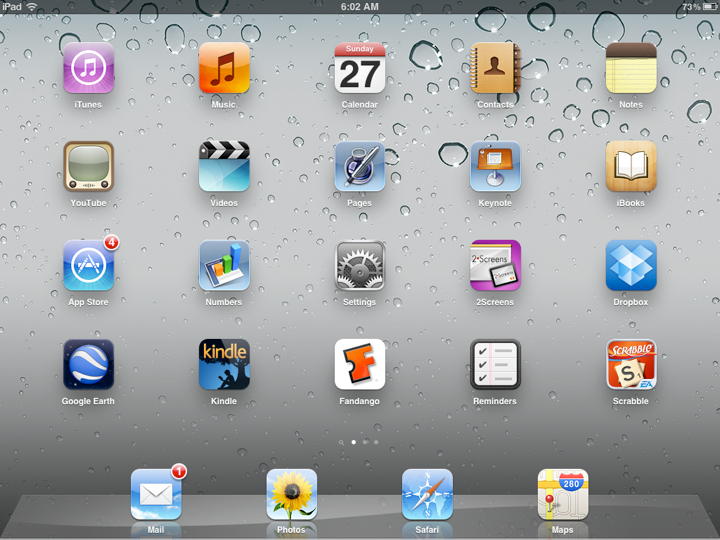 iPad 6:02 AM 73%
Sunday
27
iTunes Music Calendar Contacts Notes
YouTube Videos Pages Keynote iBooks
4
2Screens
2Screens
App Store Numbers Settings 2Screens Dropbox
kindle
SCRABBLE
S
EA
Google Earth Kindle Fandango Reminders Scrabble
1
280
Mail Photos Safari Maps